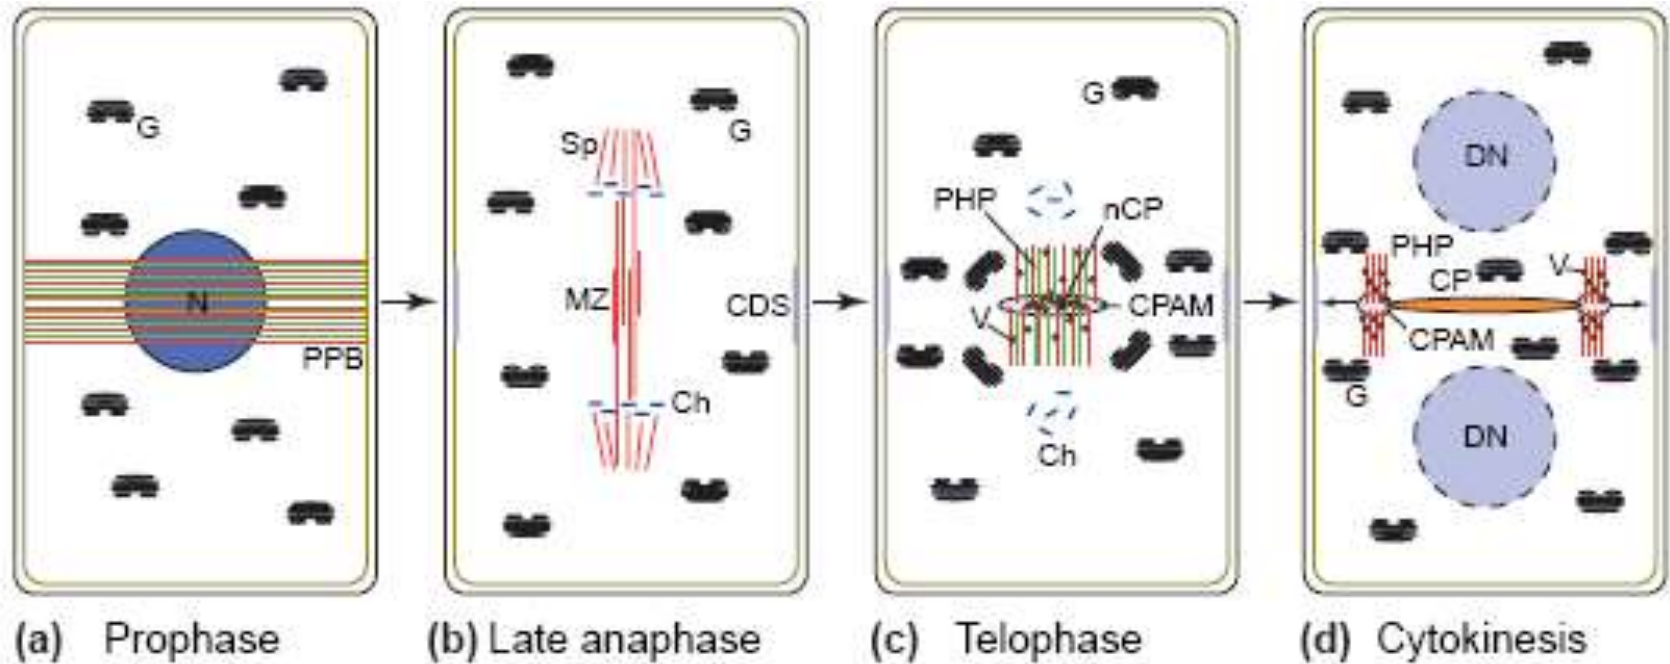 G
N
PPB
(a) Prophase
Sp
G
MZ
CDS
Ch
(b) Late anaphase
G
PHP
nCP
V
CPAM
Ch
(c) Telophase
DN
PHP
V
CP
CPAM
G
DN
(d) Cytokinesis